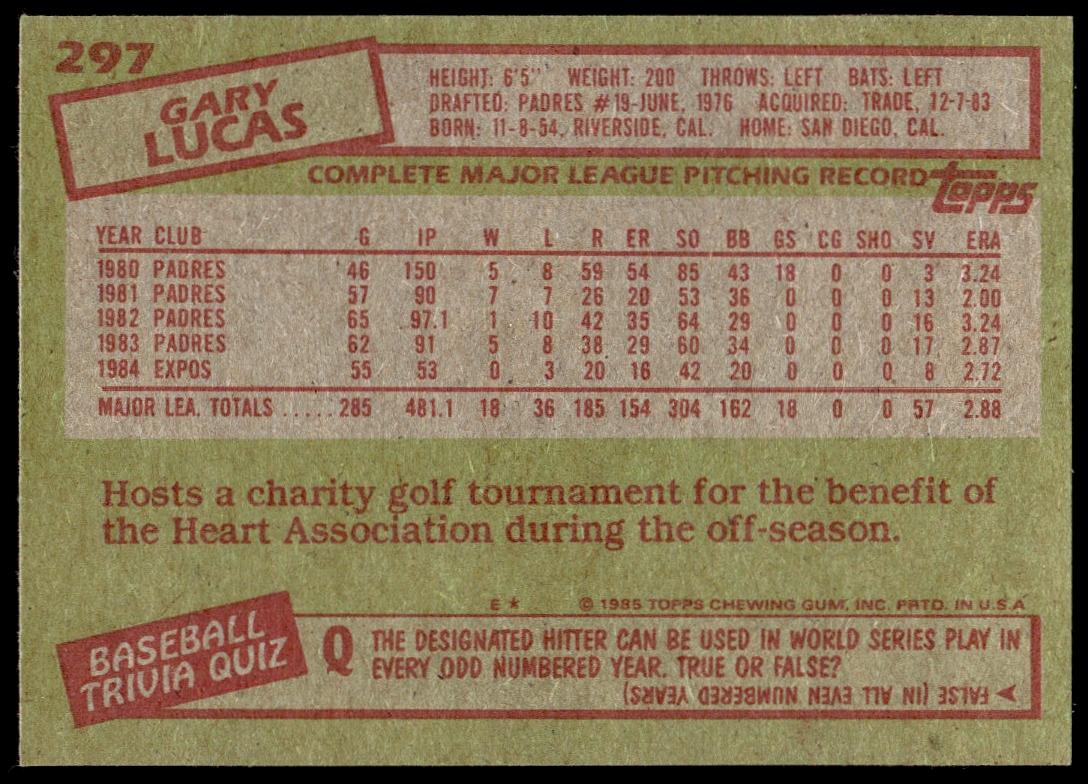 297
GARY LUCAS
HEIGHT: 6'5" WEIGHT: 200 THROWS: LEFT BATS: LEFT
DRAFTED: PADRES #19-JUNE, 1976 ACQUIRED: TRADE, 12-7-83
BORN: 11-8-54, RIVERSIDE, CAL. HOME: SAN DIEGO, CAL.
COMPLETE MAJOR LEAGUE PITCHING RECORD topps
YEAR CLUB G IP W L R ER SO BB GS CG SHO SV ERA
1980 PADRES 46 150 5 8 59 54 85 43 18 0 0 3 3.24
1981 PADRES 57 90 7 7 26 20 53 36 0 0 0 13 2.00
1982 PADRES 65 97.1 1 10 42 35 64 29 0 0 0 16 3.24
1983 PADRES 62 91 5 8 38 29 60 34 0 0 0 17 2.87
1984 EXPOS 55 53 0 3 20 16 42 20 0 0 0 8 2.72
MAJOR LEA. TOTALS ..... 285 481.1 18 36 185 154 304 162 18 0 0 57 2.88
Hosts a charity golf tournament for the benefit of
the Heart Association during the off-season.
E * © 1985 TOPPS CHEWING GUM, INC. PRTD. IN U.S.A
BASEBALL
TRIVIA QUIZ
Q THE DESIGNATED HITTER CAN BE USED IN WORLD SERIES PLAY IN
EVERY ODD NUMBERED YEAR. TRUE OR FALSE?
FALSE (IN ALL EVEN NUMBERED YEARS)